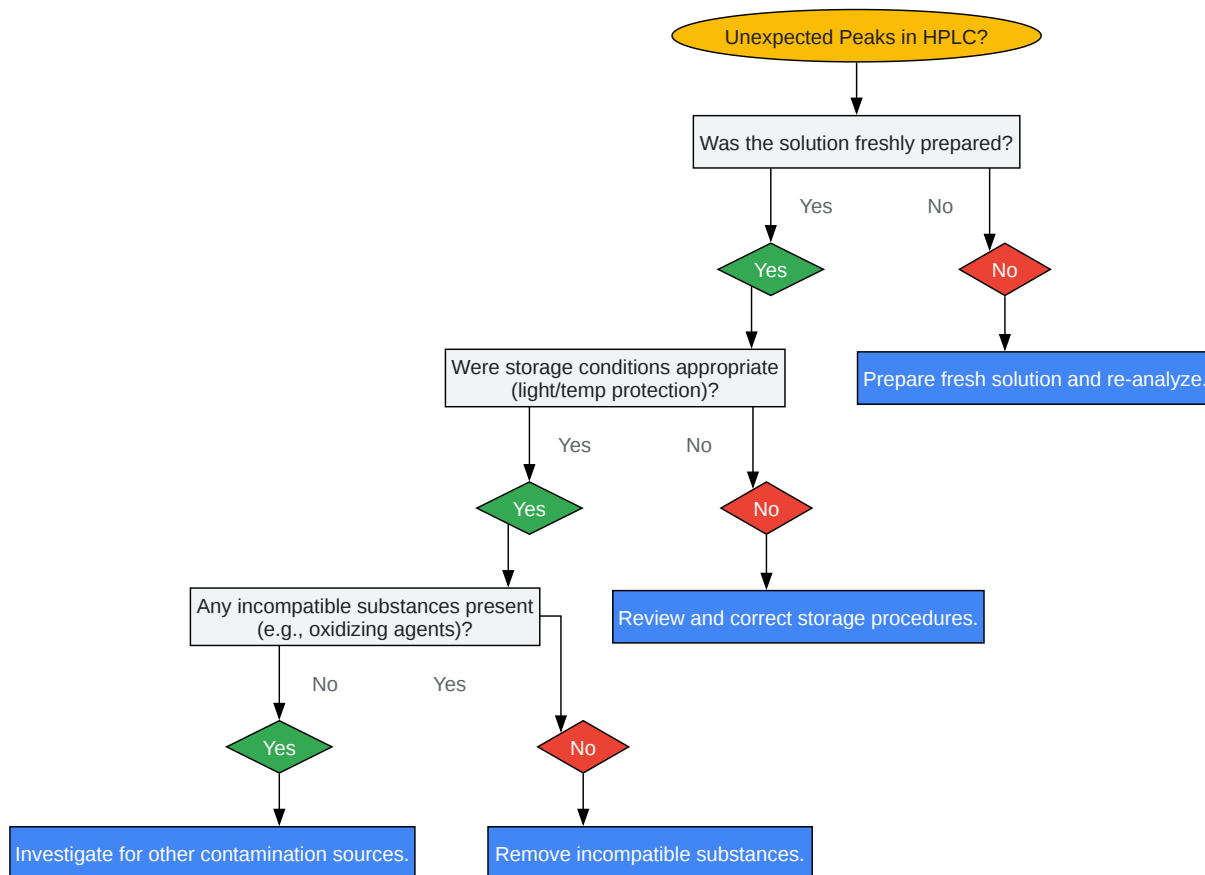 Unexpected Peaks in HPLC?
Was the solution freshly prepared?
Yes
No
Yes
No
Were storage conditions appropriate
(light/temp protection)?
Prepare fresh solution and re-analyze.
Yes
No
Yes
No
Any incompatible substances present
(e.g., oxidizing agents)?
Review and correct storage procedures.
No
Yes
Yes
No
Investigate for other contamination sources.
Remove incompatible substances.